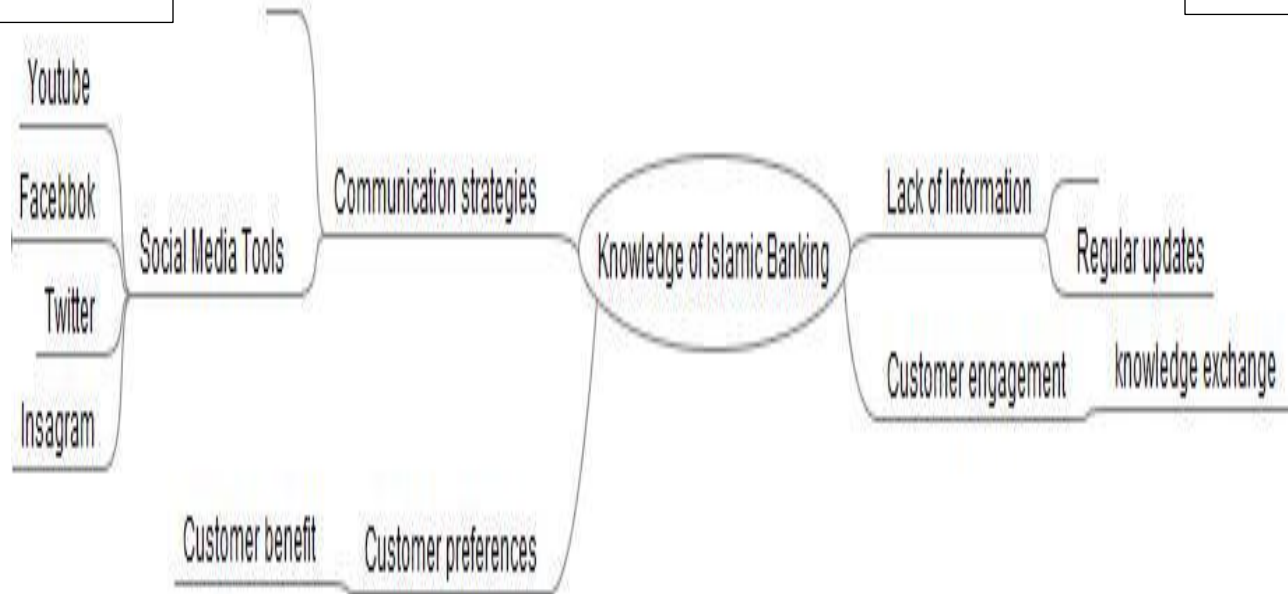 Youtube
Facebbok
Twitter
Insagram
Social Media Tools
Communication strategies
Customer benefit
Customer preferences
Knowledge of Islamic Banking
Lack of Information
Regular updates
Customer engagement
knowledge exchange